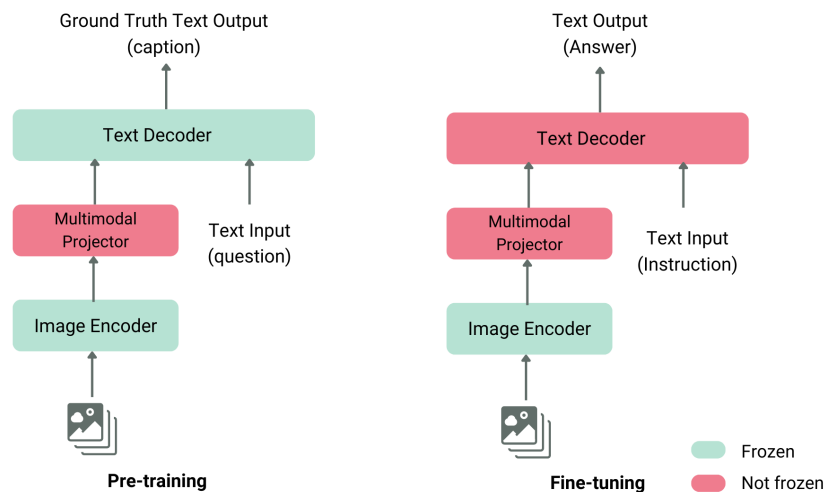 Ground Truth Text Output
(caption)
Text Decoder
Multimodal
Projector
Text Input
(question)
Image Encoder
Pre-training
Text Output
(Answer)
Text Decoder
Multimodal
Projector
Text Input
(Instruction)
Image Encoder
Fine-tuning
Frozen
Not frozen